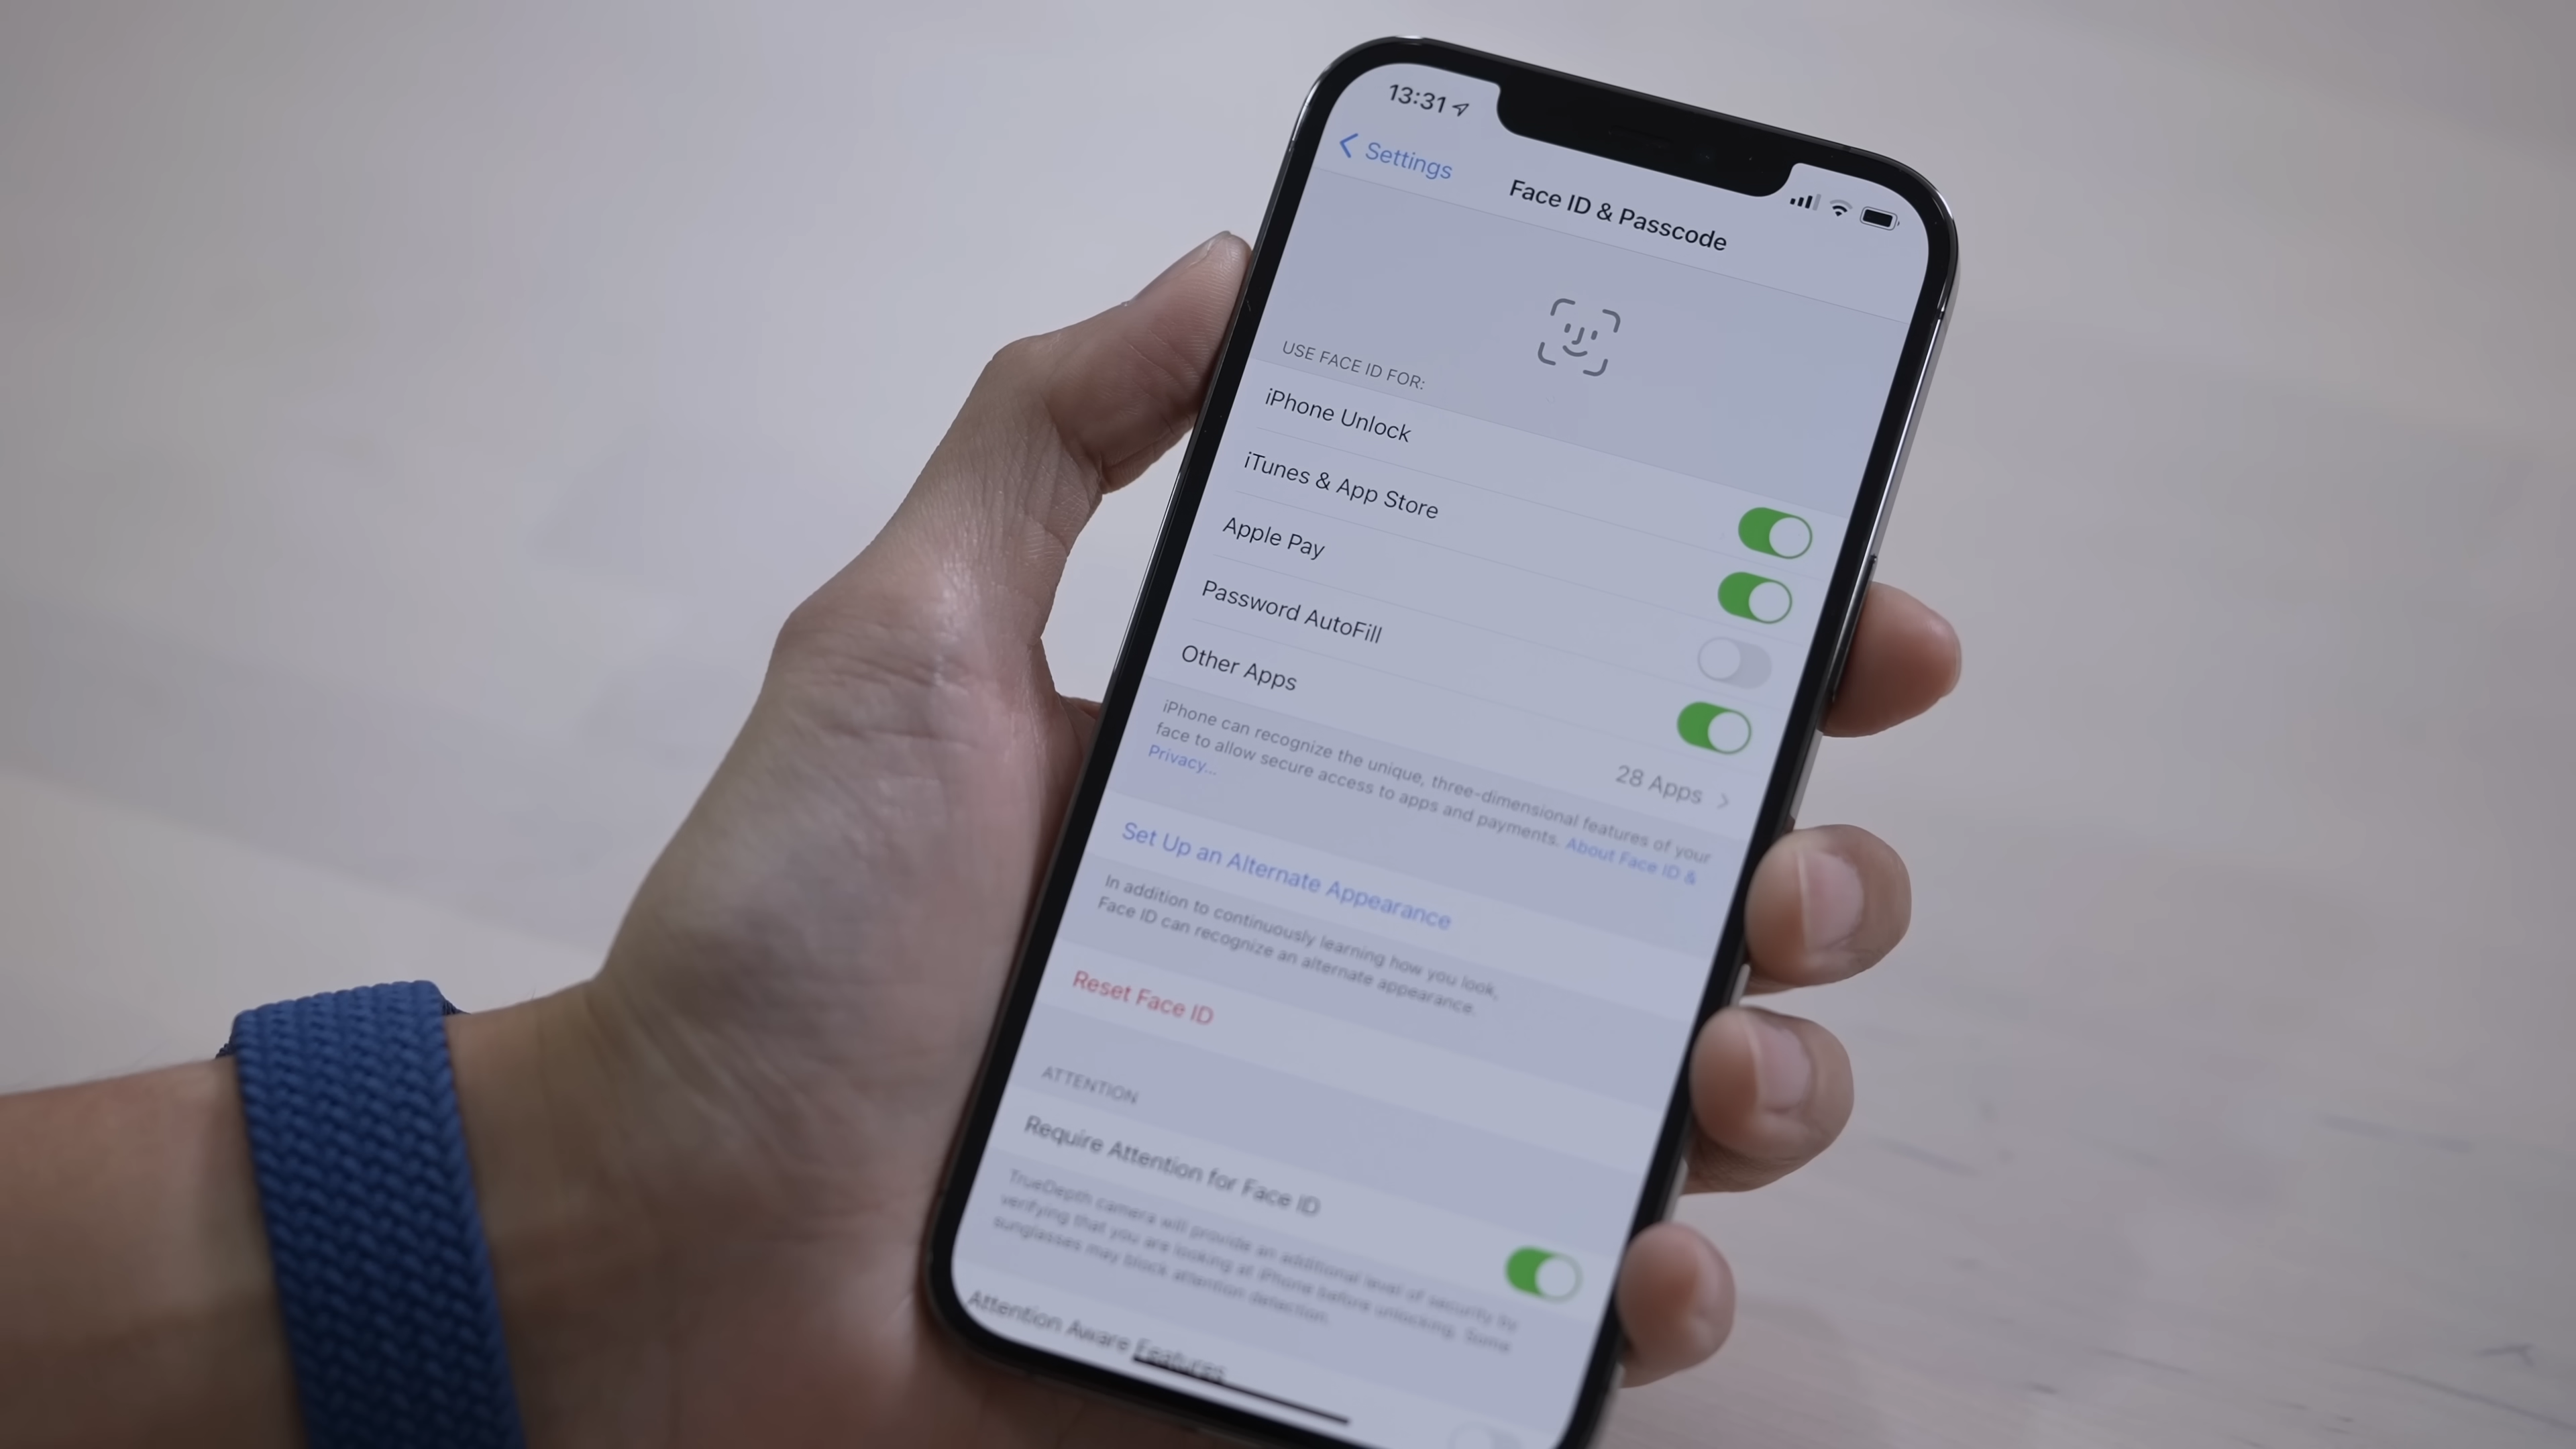 13:31
Settings
Face ID & Passcode
USE FACE ID FOR:
iPhone Unlock
iTunes & App Store
Apple Pay
Password AutoFill
Other Apps
28 Apps
iPhone can recognize the unique, three-dimensional features of your
face to allow secure access to apps and payments. About Face ID &
Privacy...
Set Up an Alternate Appearance
In addition to continuously learning how you look,
Face ID can recognize an alternate appearance.
Reset Face ID
ATTENTION
Require Attention for Face ID
TrueDepth camera will provide an additional level of security by
verifying that you are looking at iPhone before unlocking. Some
sunglasses may block attention detection.
Attention Aware Features